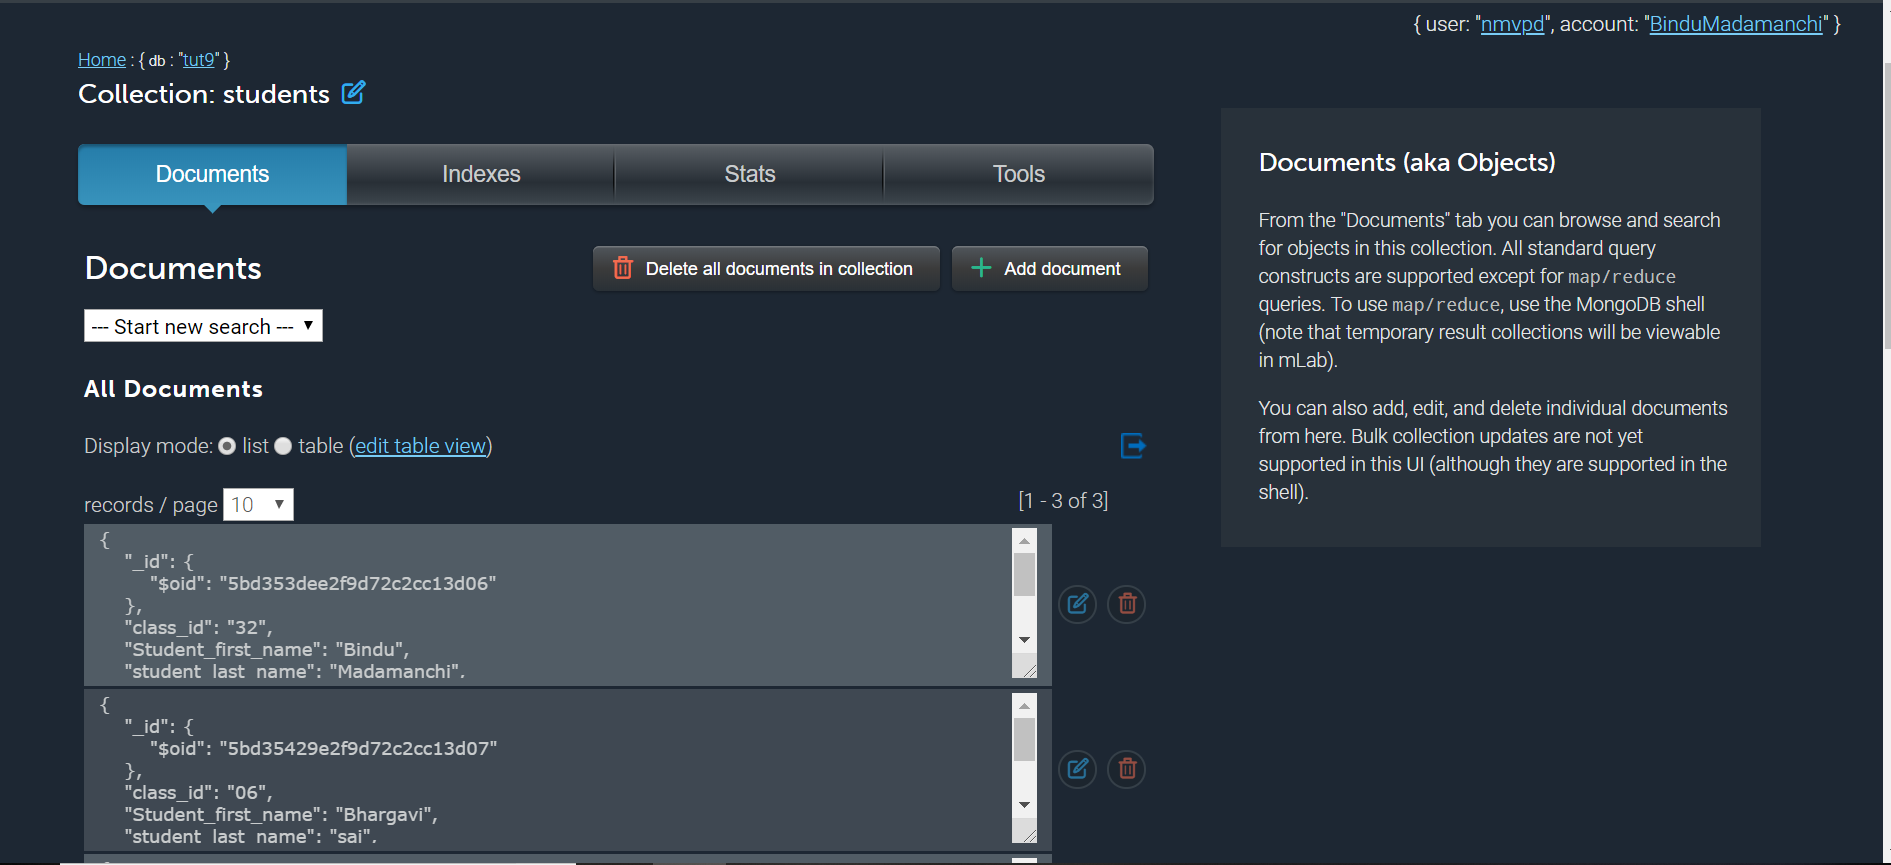 { user: "nmvpd", account: "BinduMadamanchi" }
Home : { db : "tut9" }
Collection: students
Documents
Indexes
Stats
Tools
Documents
Delete all documents in collection
Add document
--- Start new search ---
All Documents
Display mode: list table (edit table view)
records / page 10
[1 - 3 of 3]
{
"_id": {
"$oid": "5bd353dee2f9d72c2cc13d06"
},
"class_id": "32",
"Student_first_name": "Bindu",
"student_last_name": "Madamanchi",
{
"_id": {
"$oid": "5bd35429e2f9d72c2cc13d07"
},
"class_id": "06",
"Student_first_name": "Bhargavi",
"student_last_name": "sai",
Documents (aka Objects)
From the "Documents" tab you can browse and search
for objects in this collection. All standard query
constructs are supported except for map/reduce
queries. To use map/reduce, use the MongoDB shell
(note that temporary result collections will be viewable
in mLab).
You can also add, edit, and delete individual documents
from here. Bulk collection updates are not yet
supported in this UI (although they are supported in the
shell).